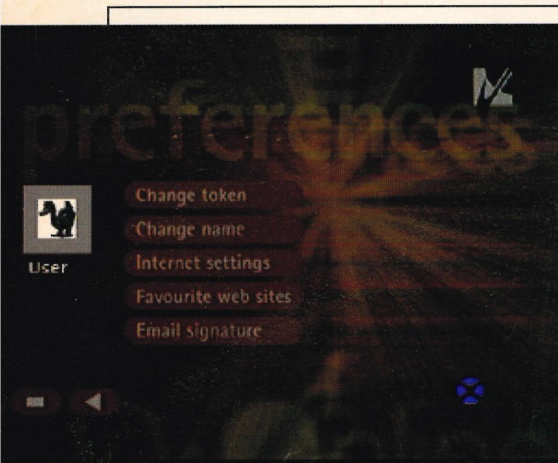 preferences
User
Change token
Change name
Internet settings
Favourite web sites
Email signature